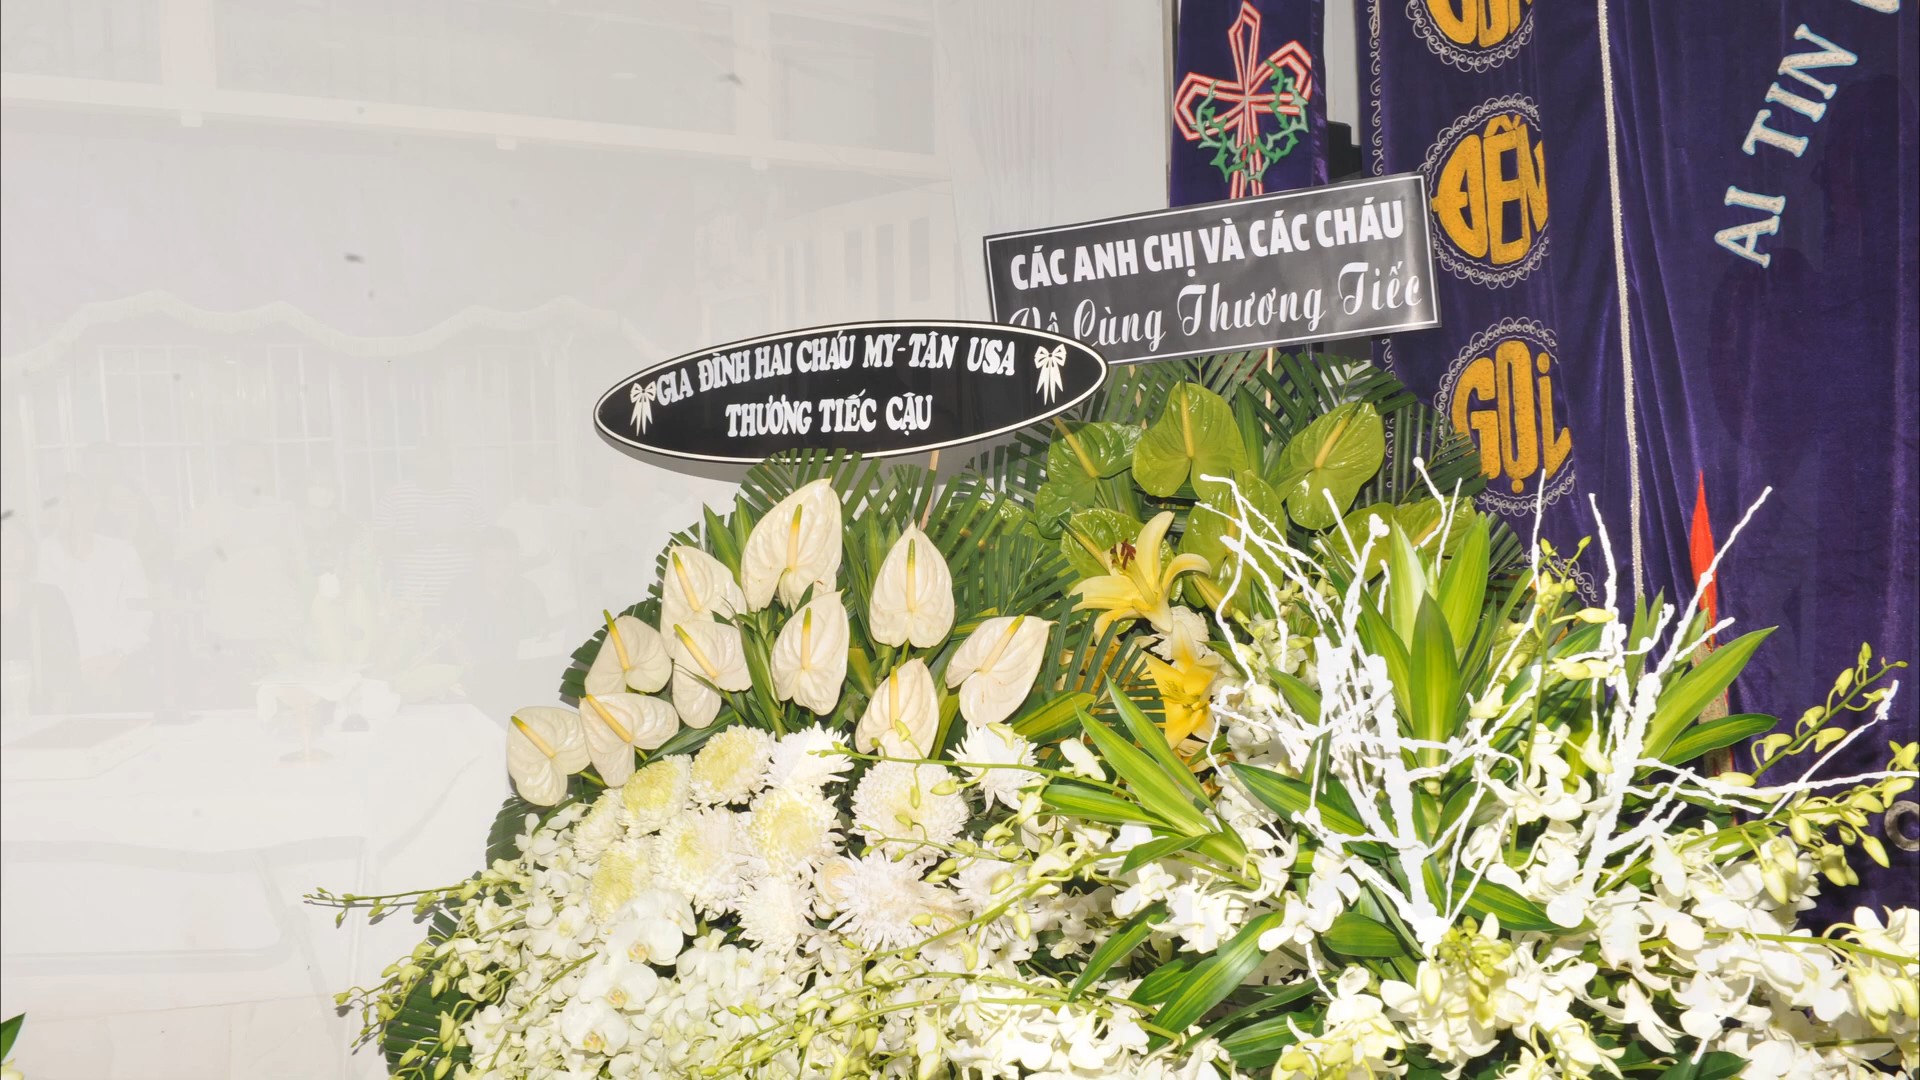 CÁC ANH CHỊ VÀ CÁC CHÁU
Vô Cùng Thương Tiếc
GIA ĐÌNH HAI CHÁU MY-TÂN USA
THƯƠNG TIẾC CẬU
ĐẾN
GỌI
AI TIN